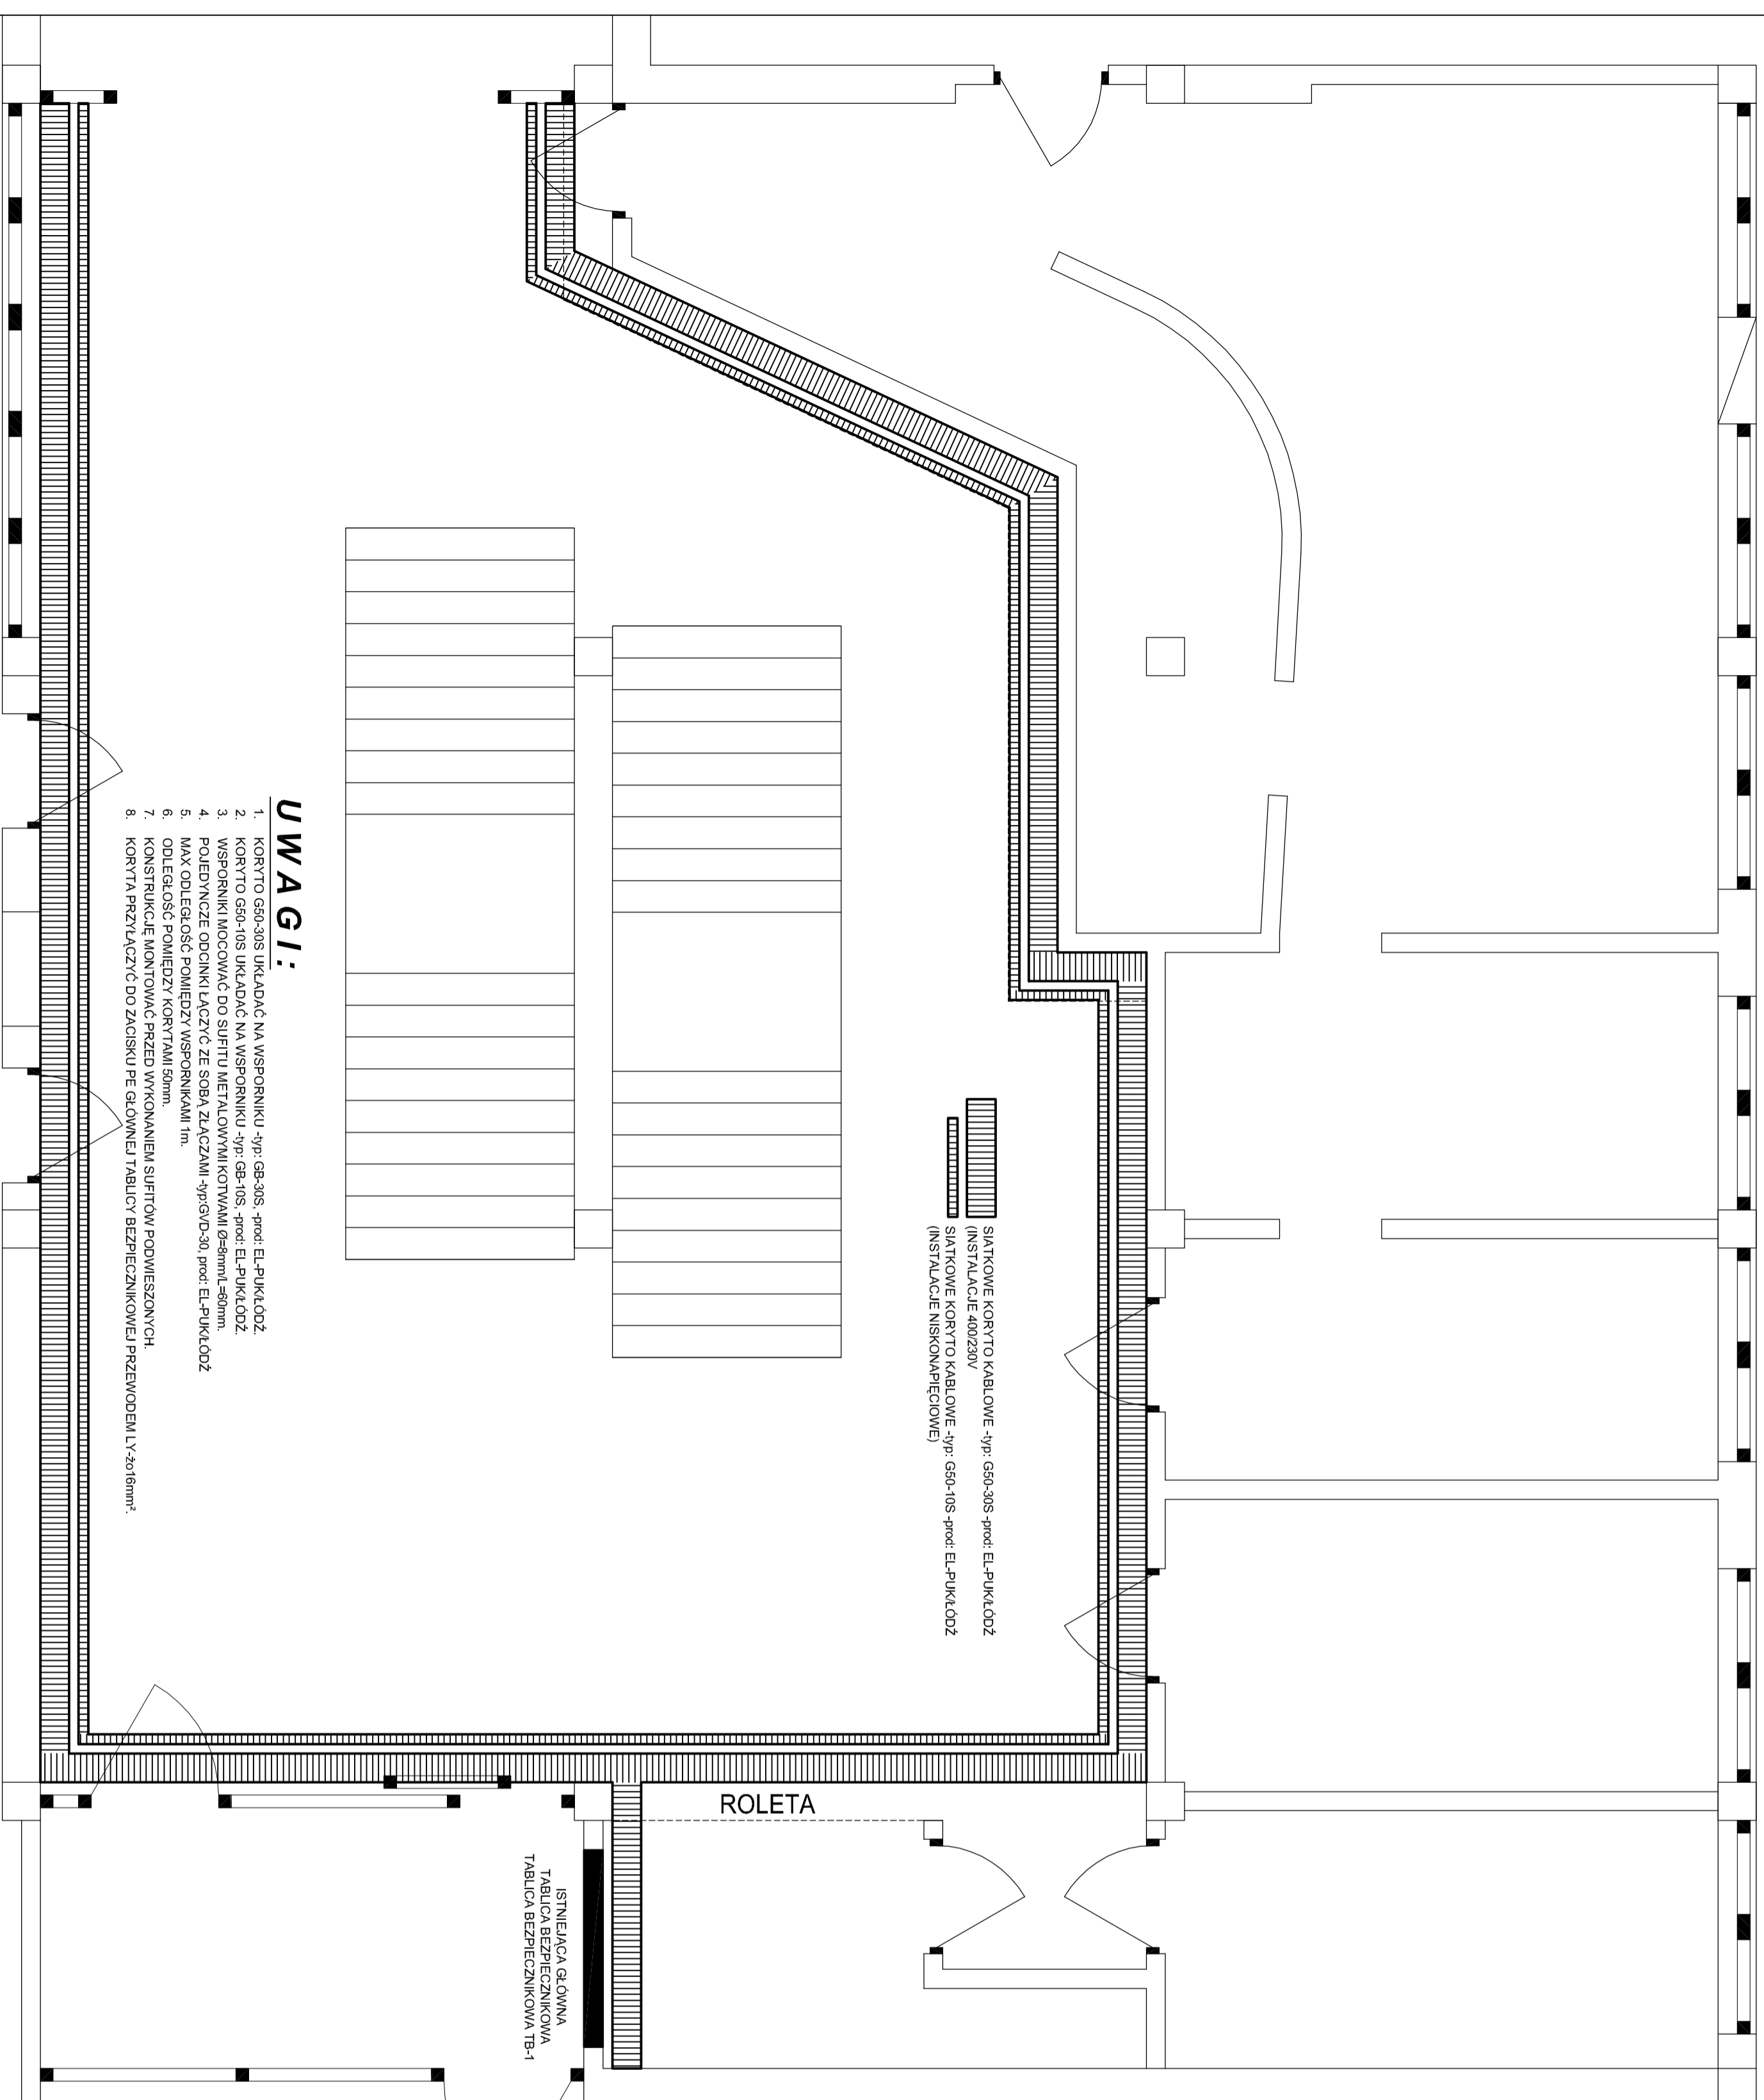 UWAGI:
1. KORYTO G50-30S UKŁADAĆ NA WSPORNIKU -typ: GB-30S, -prod: EL-PUK/ŁÓDŹ.
2. KORYTO G50-10S UKŁADAĆ NA WSPORNIKU -typ: GB-10S, -prod: EL-PUK/ŁÓDŹ.
3. WSPORNIKI MOCOWAĆ DO SUFITU METALOWYMI KOTWAMI Ø=8mm/L=60mm.
4. POJEDYNCZE ODCINKI ŁĄCZYĆ ZE SOBĄ ZŁĄCZAMI -typ:GVD-30, prod: EL-PUK/ŁÓDŹ
5. MAX ODLEGŁOŚĆ POMIĘDZY WSPORNIKAMI 1m.
6. ODLEGŁOŚĆ POMIĘDZY KORYTAMI 50mm.
7. KONSTRUKCJĘ MONTOWAĆ PRZED WYKONANIEM SUFITÓW PODWIESZONYCH.
8. KORYTA PRZYŁĄCZYĆ DO ZACISKU PE GŁÓWNEJ TABLICY BEZPIECZNIKOWEJ PRZEWODEM LY-żo16mm².
SIATKOWE KORYTO KABLOWE -typ: G50-30S -prod: EL-PUK/ŁÓDŹ
(INSTALACJE 400/230V
SIATKOWE KORYTO KABLOWE -typ: G50-10S -prod: EL-PUK/ŁÓDŹ
(INSTALACJE NISKONAPIĘCIOWE)
ROLETA
ISTNIEJĄCA GŁÓWNA
TABLICA BEZPIECZNIKOWA
TABLICA BEZPIECZNIKOWA TB-1